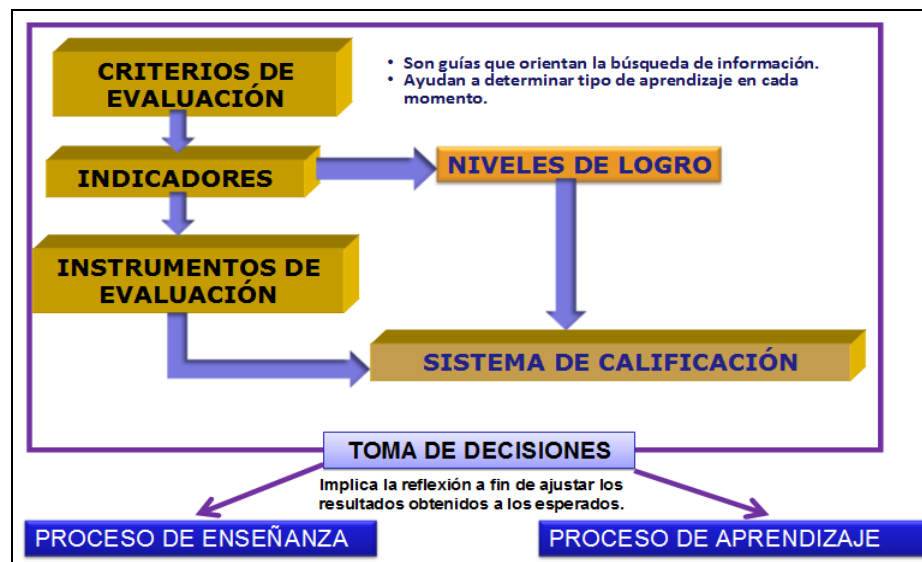 CRITERIOS DE
EVALUACIÓN
• Son guías que orientan la búsqueda de información.
• Ayudan a determinar tipo de aprendizaje en cada
momento.
INDICADORES
NIVELES DE LOGRO
INSTRUMENTOS DE
EVALUACIÓN
SISTEMA DE CALIFICACIÓN
TOMA DE DECISIONES
Implica la reflexión a fin de ajustar los
resultados obtenidos a los esperados.
PROCESO DE ENSEÑANZA
PROCESO DE APRENDIZAJE